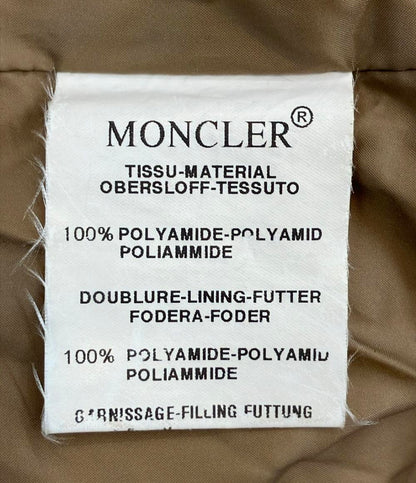 MONCLER®
TISSU-MATERIAL
OBERSLOFF-TESSUTO
100% POLYAMIDE-POLYAMID
POLIAMMIDE
DOUBLURE-LINING-FUTTER
FODERA-FODER
100% POLYAMIDE-POLYAMID
POLIAMMIDE
GARNISSAGE-FILLING FUTTUNG